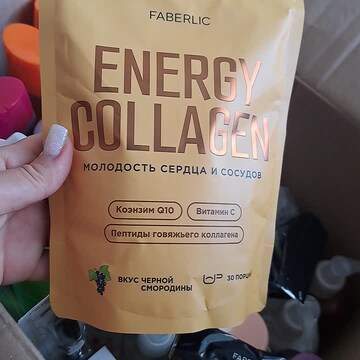 FABERLIC
ENERGY
COLLAGEN
МОЛОДОСТЬ СЕРДЦА И СОСУДОВ
Коэнзим Q10
Витамин С
Пептиды говяжьего коллагена
ВКУС ЧЕРНОЙ
СМОРОДИНЫ
30 ПОРЦИЙ